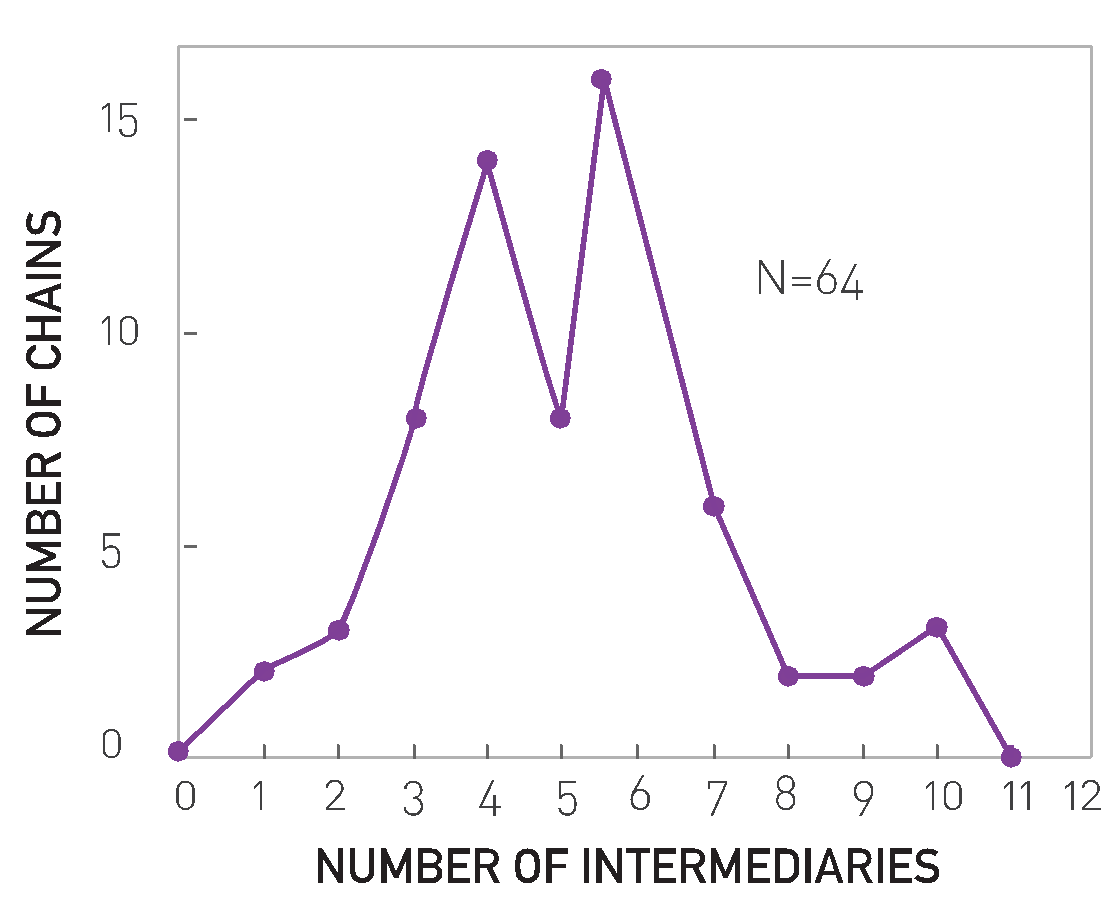 15
10
5
0
NUMBER OF CHAINS
N=64
0 1 2 3 4 5 6 7 8 9 10 11 12
NUMBER OF INTERMEDIARIES